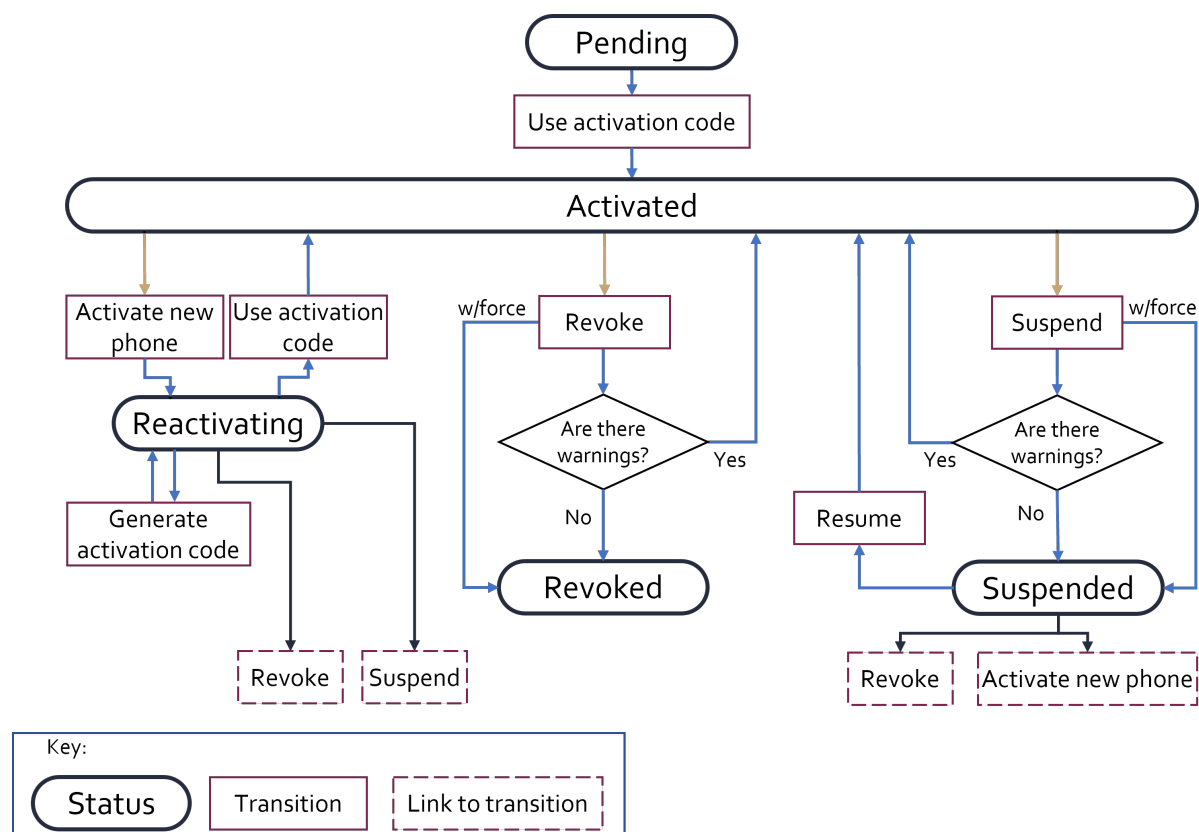 Pending
Use activation code
Activated
Activate new
phone
Use activation
code
w/force
Revoke
Suspend
w/force
Reactivating
Are there
warnings?
Yes
Are there
warnings?
Yes
Generate
activation code
No
Resume
No
Revoked
Suspended
Revoke
Suspend
Revoke
Activate new phone
Key:
Status
Transition
Link to transition